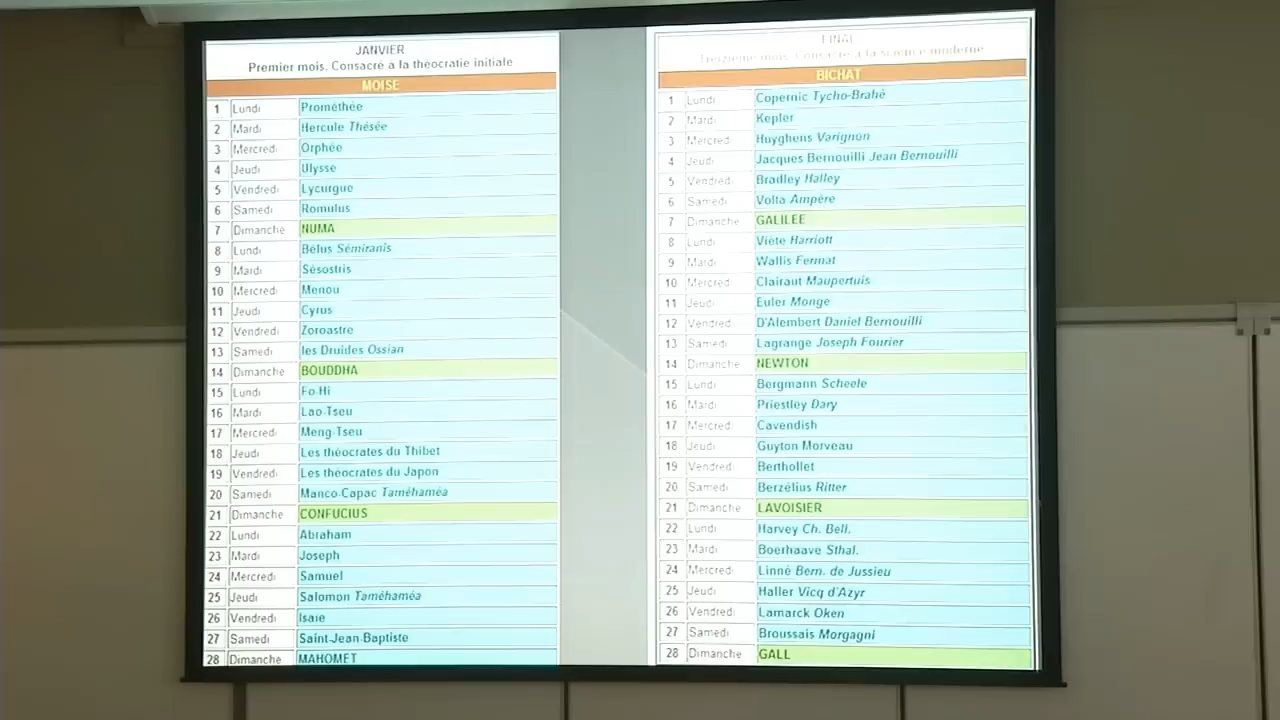 JANVIER
Premier mois. Consacré à la théocratie initiale
MOISE
1 Lundi Prométhée
2 Mardi Hercule Thésée
3 Mercredi Orphée
4 Jeudi Ulysse
5 Vendredi Lycurgue
6 Samedi Romulus
7 Dimanche NUMA
8 Lundi Bélus Sémiranis
9 Mardi Sésostris
10 Mercredi Menou
11 Jeudi Cyrus
12 Vendredi Zoroastre
13 Samedi les Druides Ossian
14 Dimanche BOUDDHA
15 Lundi Fo-Hi
16 Mardi Lao-Tseu
17 Mercredi Meng-Tseu
18 Jeudi Les théocrates du Thibet
19 Vendredi Les théocrates du Japon
20 Samedi Manco-Capac Taméhaméa
21 Dimanche CONFUCIUS
22 Lundi Abraham
23 Mardi Joseph
24 Mercredi Samuel
25 Jeudi Salomon Taméhaméa
26 Vendredi Isaïe
27 Samedi Saint-Jean-Baptiste
28 Dimanche MAHOMET
FINAL
Treizième mois. Consacré à la science moderne
BICHAT
1 Lundi Copernic Tycho-Brahé
2 Mardi Kepler
3 Mercredi Huyghens Varignon
4 Jeudi Jacques Bernouilli Jean Bernouilli
5 Vendredi Bradley Halley
6 Samedi Volta Ampère
7 Dimanche GALILEE
8 Lundi Viète Harriott
9 Mardi Wallis Fermat
10 Mercredi Clairaut Maupertuis
11 Jeudi Euler Monge
12 Vendredi D'Alembert Daniel Bernouilli
13 Samedi Lagrange Joseph Fourier
14 Dimanche NEWTON
15 Lundi Bergmann Scheele
16 Mardi Priestley Dary
17 Mercredi Cavendish
18 Jeudi Guyton Morveau
19 Vendredi Berthollet
20 Samedi Berzélius Ritter
21 Dimanche LAVOISIER
22 Lundi Harvey Ch. Bell.
23 Mardi Boërhaave Sthal.
24 Mercredi Linné Bern. de Jussieu
25 Jeudi Haller Vicq d'Azyr
26 Vendredi Lamarck Oken
27 Samedi Broussais Morgagni
28 Dimanche GALL